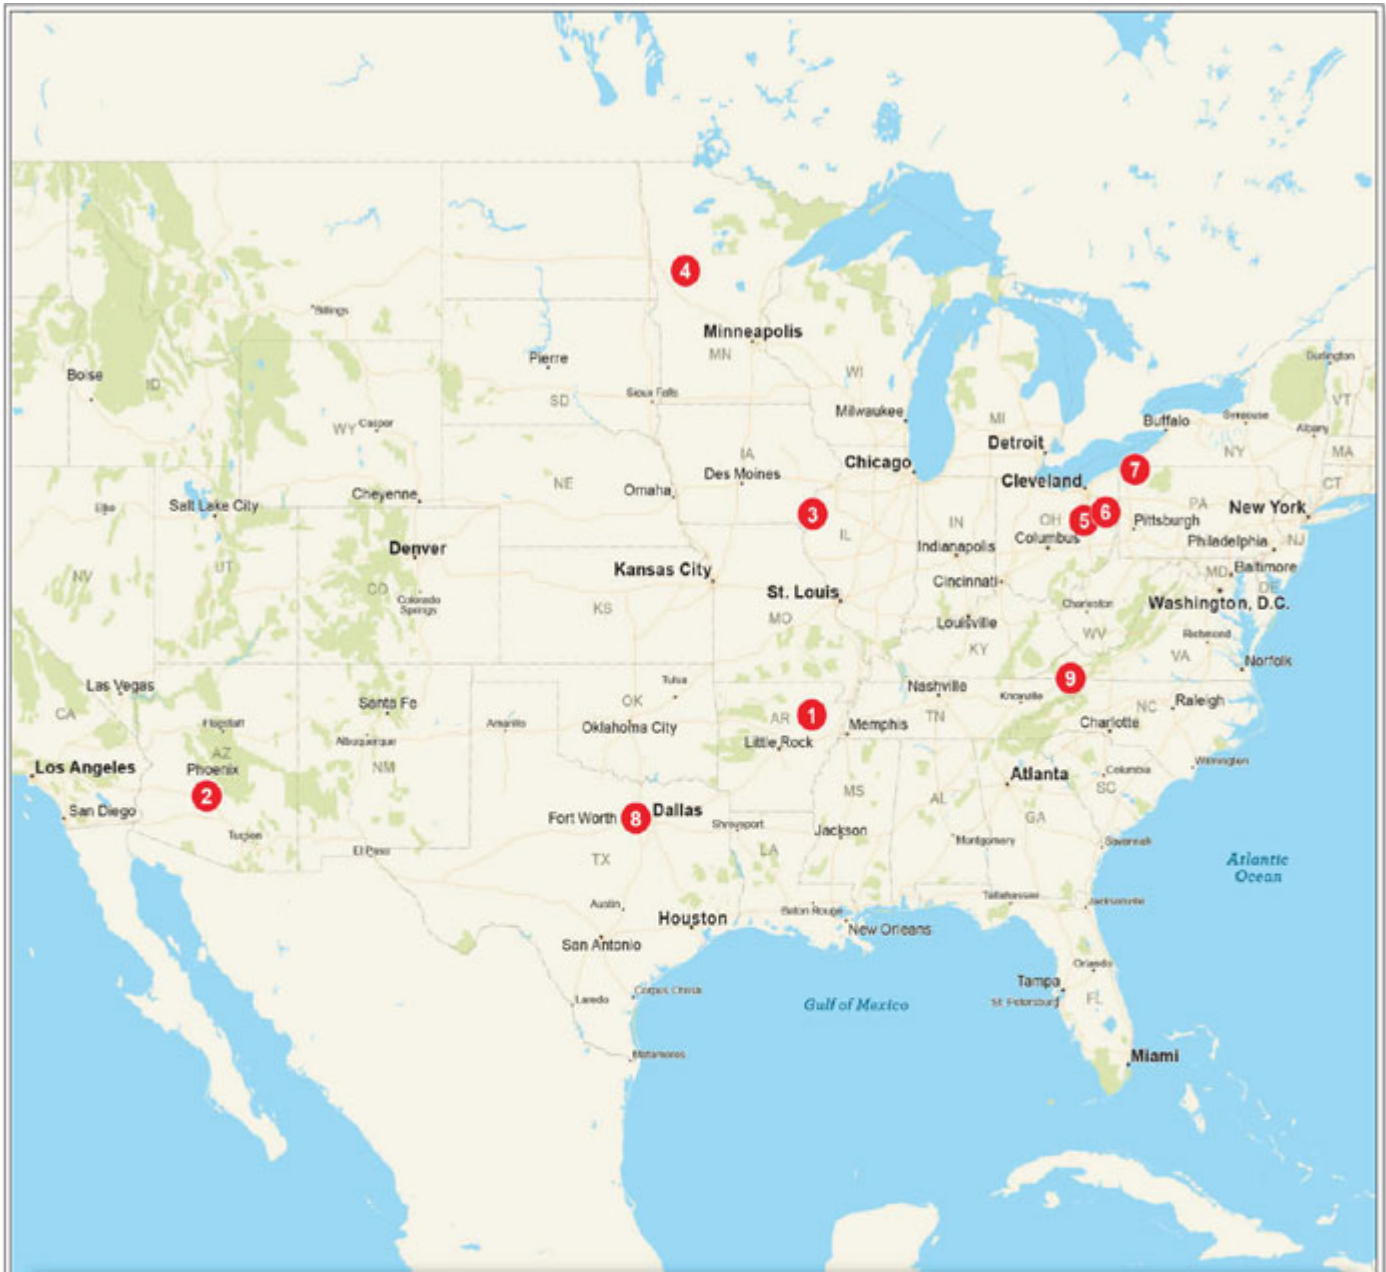 4
Minneapolis
MN
Billings
Pierre
Boise
ID
Sioux Falls
SD
WI
WY
Casper
Milwaukee
MI
Buffalo
Syracuse
Albany
VT
Detroit
NY
MA
IA
Chicago
Des Moines
7
Cleveland
CT
NE
Omaha
Cheyenne
Salt Lake City
Elko
3
IL
IN
OH
5
6
PA
Pittsburgh
New York
Columbus
Philadelphia
NJ
Indianapolis
Denver
UT
NV
Kansas City
MD
Baltimore
DE
Cincinnati
CO
Colorado
Springs
St. Louis
KS
MO
Charleston
Washington, D.C.
Louisville
WV
Richmond
KY
VA
Norfolk
9
Las Vegas
Tulsa
Nashville
Knoxville
Santa Fe
OK
CA
Raleigh
NC
1
AR
TN
Charlotte
Memphis
Flagstaff
Amarillo
Oklahoma City
Little Rock
Albuquerque
AZ
Phoenix
NM
Los Angeles
Wilmington
Atlanta
Columbia
SC
2
MS
AL
San Diego
Fort Worth
8
Dallas
GA
Shreveport
Jackson
Tucson
El Paso
Montgomery
Savannah
LA
TX
Atlantic
Ocean
Tallahassee
Jacksonville
Austin
Houston
Baton Rouge
New Orleans
San Antonio
Orlando
Tampa
Laredo
Corpus Christi
Gulf of Mexico
St. Petersburg
FL
Matamoros
Miami